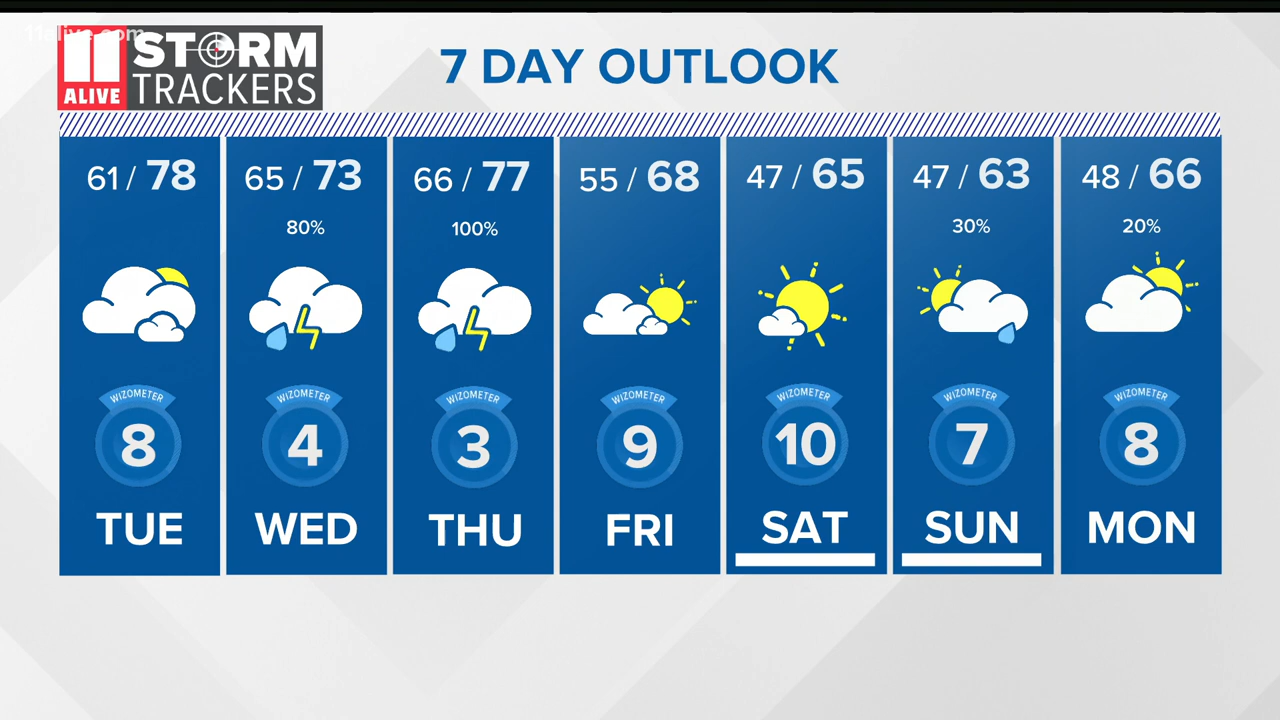 11alive.com
11
ALIVE
STORM
TRACKERS
7 DAY OUTLOOK
61 / 78
65 / 73
66 / 77
55 / 68
47 / 65
47 / 63
48 / 66
80%
100%
30%
20%
WIZOMETER
WIZOMETER
WIZOMETER
WIZOMETER
WIZOMETER
WIZOMETER
WIZOMETER
8
4
3
9
10
7
8
TUE
WED
THU
FRI
SAT
SUN
MON